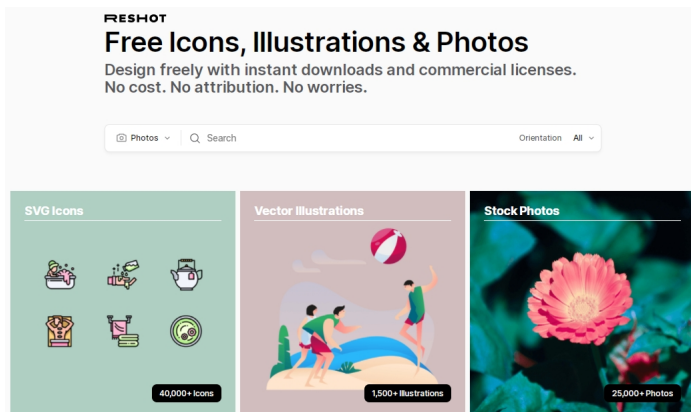 RESHOT
Free Icons, Illustrations & Photos
Design freely with instant downloads and commercial licenses.
No cost. No attribution. No worries.
Photos
Search
Orientation
All
SVG Icons
Vector Illustrations
Stock Photos
40,000+ Icons
1,500+ Illustrations
25,000+ Photos